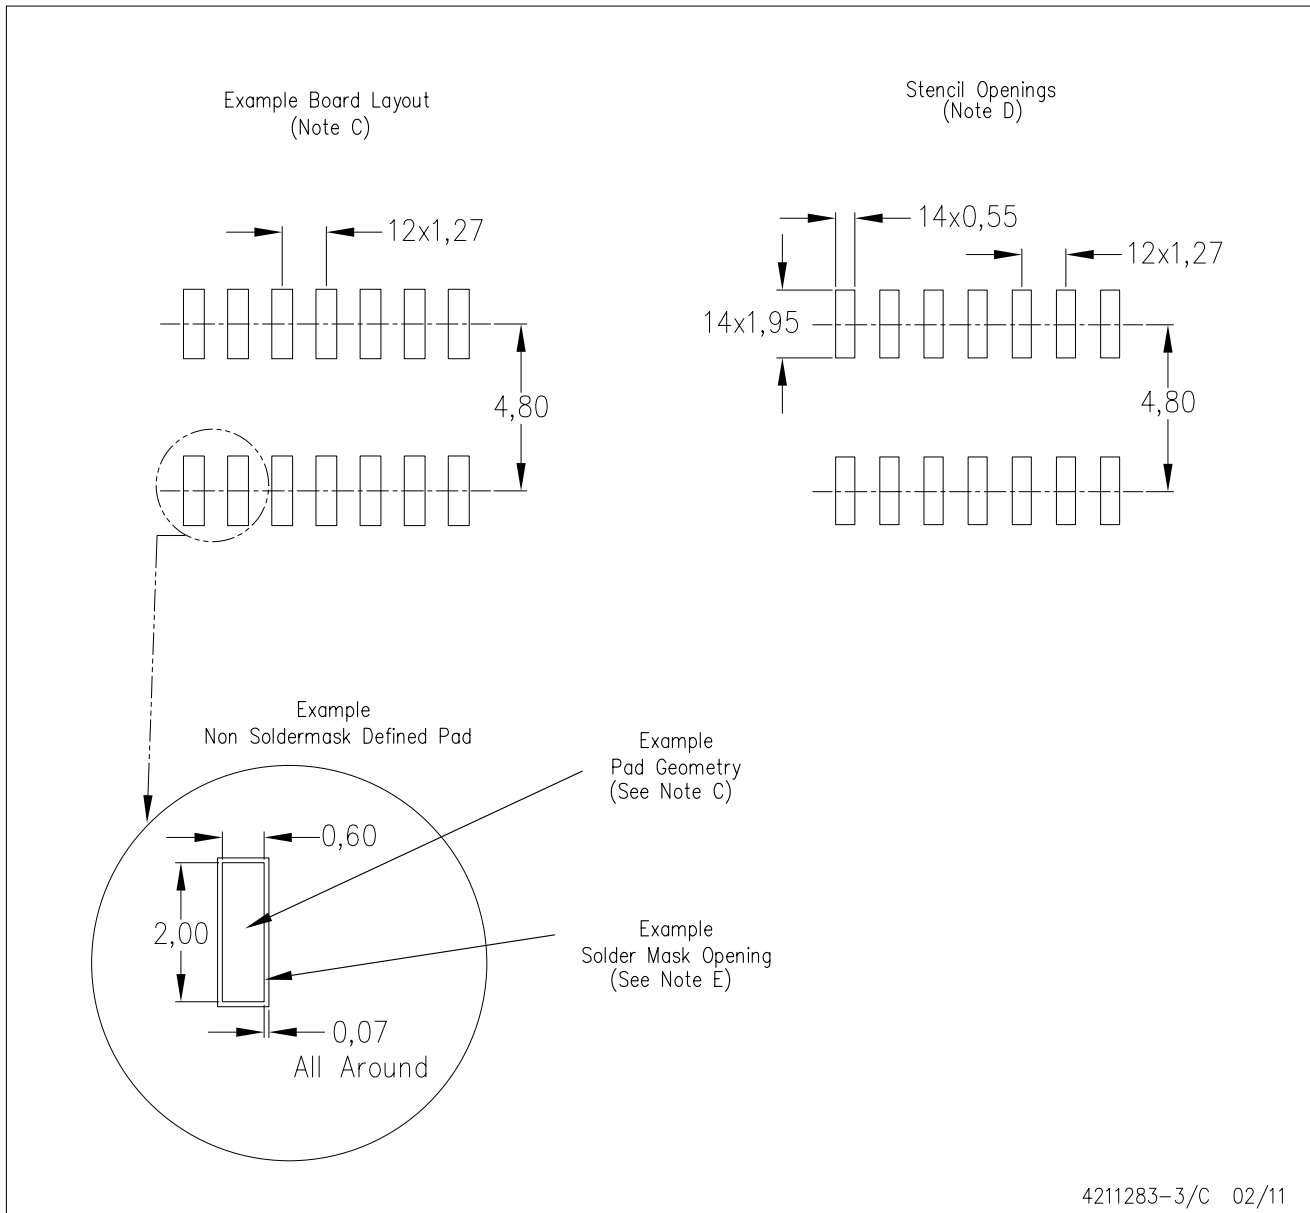 Example Board Layout
(Note C)
Stencil Openings
(Note D)
12x1,27
14x0,55
12x1,27
14x1,95
4,80
4,80
Example
Non Soldermask Defined Pad
Example
Pad Geometry
(See Note C)
0,60
2,00
Example
Solder Mask Opening
(See Note E)
0,07
All Around
4211283-3/C 02/11